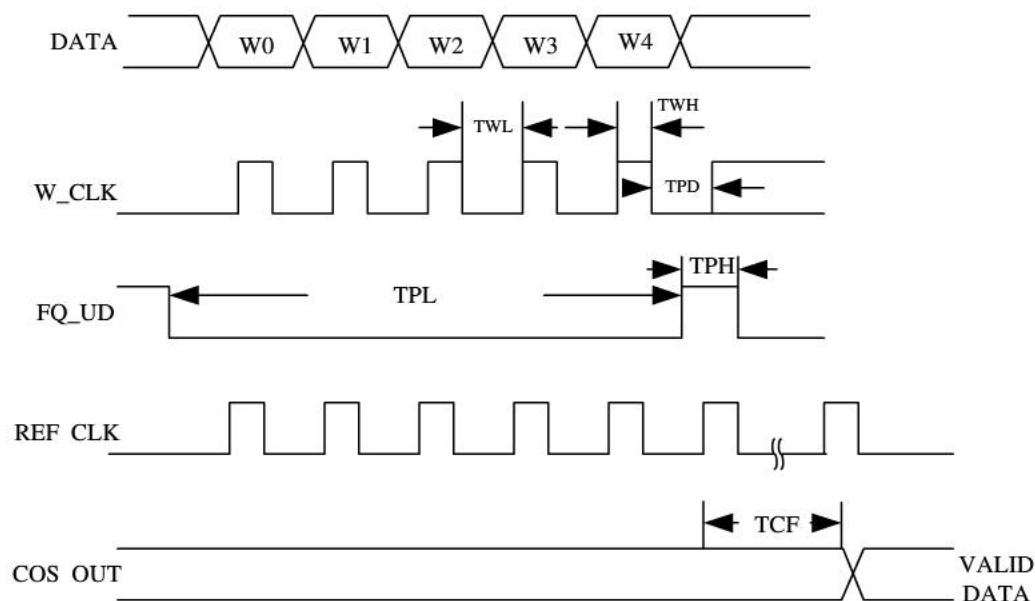 DATA W0 W1 W2 W3 W4
TWL TWH
W_CLK TPD
TPH
FQ_UD TPL
REF CLK
TCF
COS OUT VALID
DATA